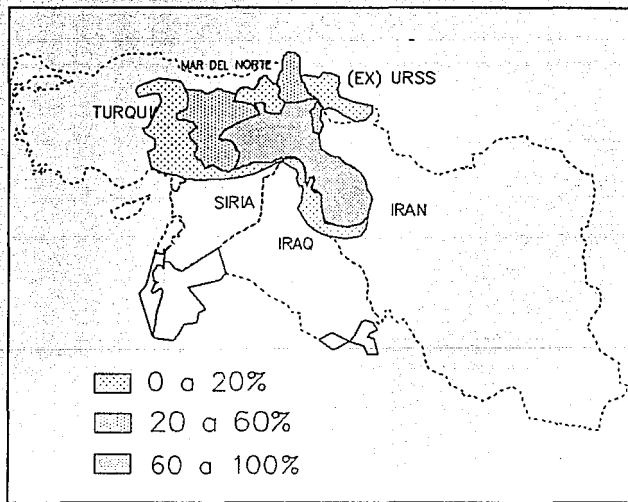 MAR DEL NORTE
(EX) URSS
TURQUI
SIRIA
IRAN
IRAQ
0 a 20%
20 a 60%
60 a 100%